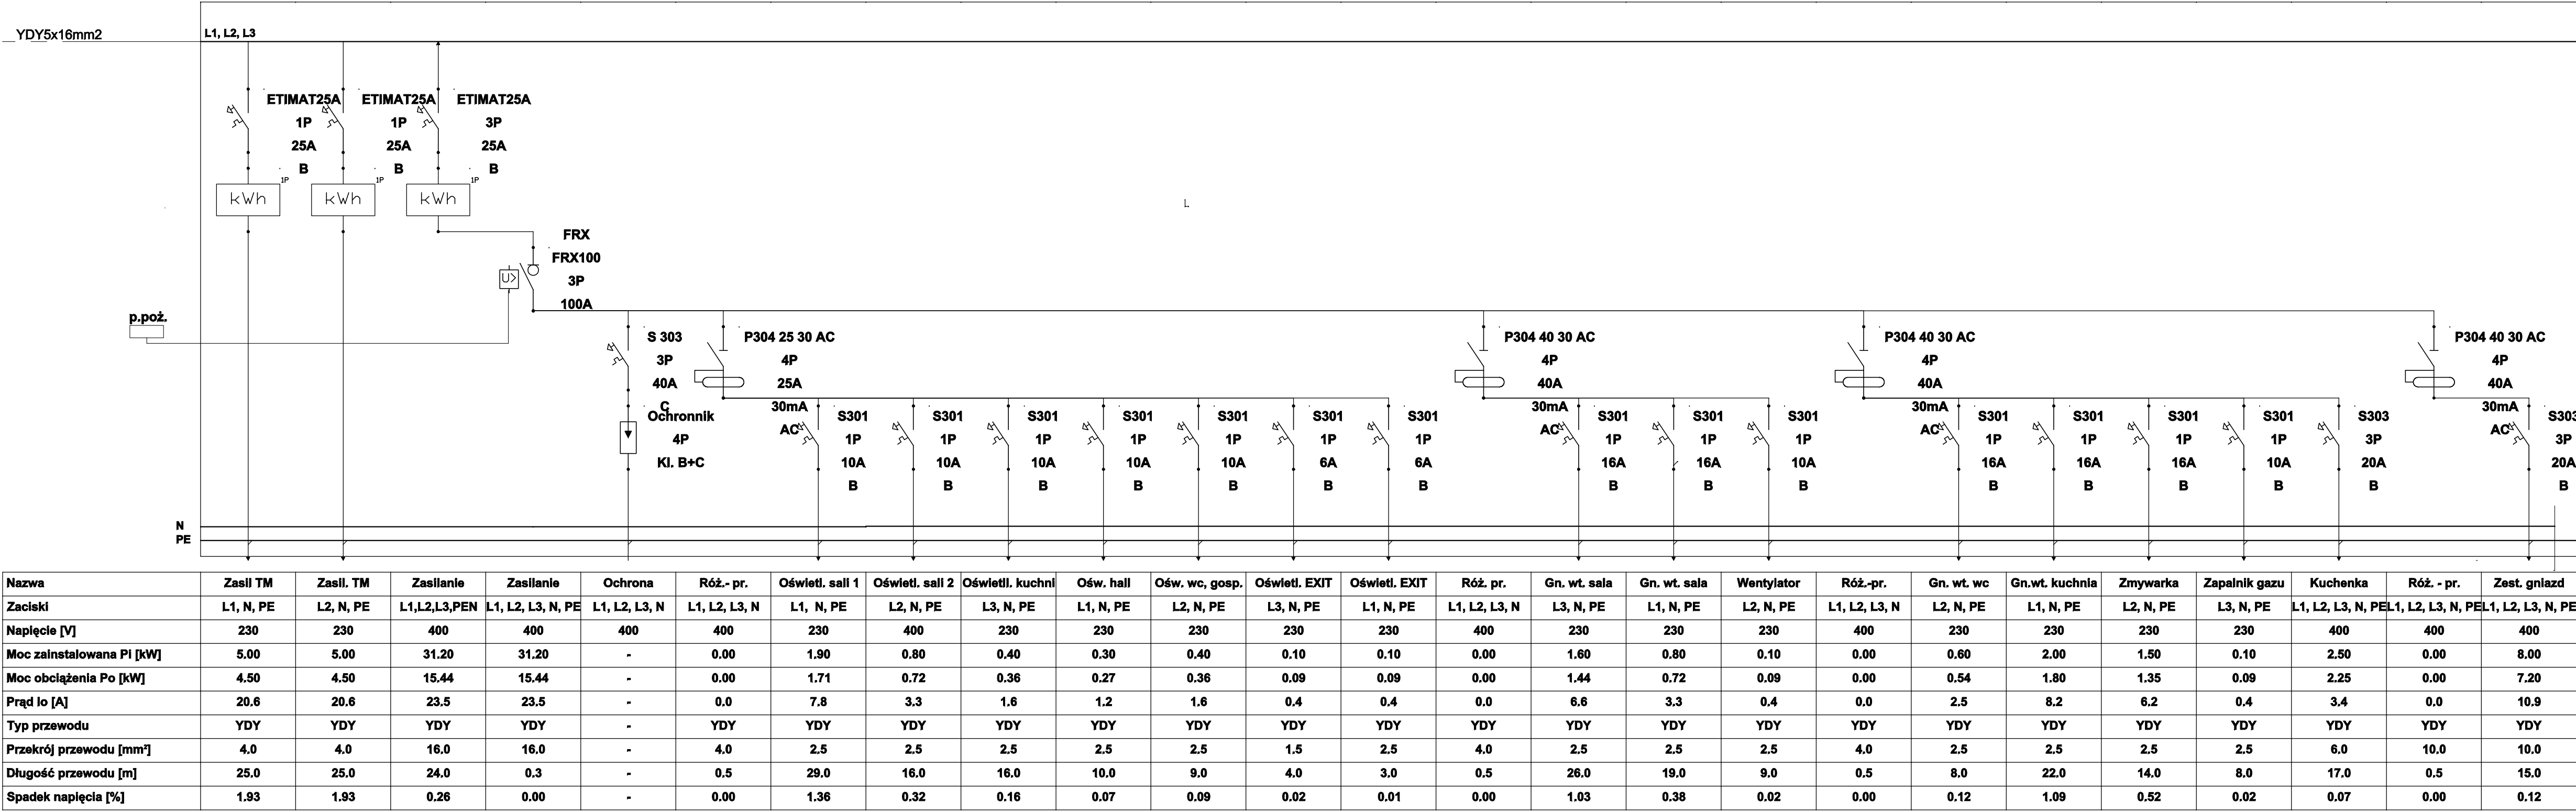 YDY5x16mm2
L1, L2, L3
ETIMAT25A
1P
25A
B
ETIMAT25A
1P
25A
B
ETIMAT25A
3P
25A
B
1P
1P
1P
kWh
kWh
kWh
L
FRX
FRX100
3P
100A
U>
p.poż.
S 303
3P
40A
C
Ochronnik
4P
Kl. B+C
P304 25 30 AC
4P
25A
30mA
AC
S301
1P
10A
B
S301
1P
10A
B
S301
1P
10A
B
S301
1P
10A
B
S301
1P
10A
B
S301
1P
6A
B
S301
1P
6A
B
P304 40 30 AC
4P
40A
30mA
AC
S301
1P
16A
B
S301
1P
16A
B
S301
1P
10A
B
P304 40 30 AC
4P
40A
30mA
AC
S301
1P
16A
B
S301
1P
16A
B
S301
1P
16A
B
S301
1P
10A
B
S303
3P
20A
B
P304 40 30 AC
4P
40A
30mA
AC
S303
3P
20A
B
N
PE
Nazwa Zasil TM Zasil. TM Zasilanie Zasilanie Ochrona Róż.- pr. Oświetl. sali 1 Oświetl. sali 2 Oświetll. kuchni Ośw. hall Ośw. wc, gosp. Oświetl. EXIT Oświetl. EXIT Róż. pr. Gn. wt. sala Gn. wt. sala Wentylator Róż.-pr. Gn. wt. wc Gn.wt. kuchnia Zmywarka Zapalnik gazu Kuchenka Róż. - pr. Zest. gniazd
Zaciski L1, N, PE L2, N, PE L1,L2,L3,PEN L1, L2, L3, N, PE L1, L2, L3, N L1, L2, L3, N L1, N, PE L2, N, PE L3, N, PE L1, N, PE L2, N, PE L3, N, PE L1, N, PE L1, L2, L3, N L3, N, PE L1, N, PE L2, N, PE L1, L2, L3, N L2, N, PE L1, N, PE L2, N, PE L3, N, PE L1, L2, L3, N, PE L1, L2, L3, N, PE L1, L2, L3, N, PE
Napięcie [V] 230 230 400 400 400 400 230 400 230 230 230 230 230 400 230 230 230 400 230 230 230 230 400 400 400
Moc zainstalowana Pi [kW] 5.00 5.00 31.20 31.20 - 0.00 1.90 0.80 0.40 0.30 0.40 0.10 0.10 0.00 1.60 0.80 0.10 0.00 0.60 2.00 1.50 0.10 2.50 0.00 8.00
Moc obciążenia Po [kW] 4.50 4.50 15.44 15.44 - 0.00 1.71 0.72 0.36 0.27 0.36 0.09 0.09 0.00 1.44 0.72 0.09 0.00 0.54 1.80 1.35 0.09 2.25 0.00 7.20
Prąd Io [A] 20.6 20.6 23.5 23.5 - 0.0 7.8 3.3 1.6 1.2 1.6 0.4 0.4 0.0 6.6 3.3 0.4 0.0 2.5 8.2 6.2 0.4 3.4 0.0 10.9
Typ przewodu YDY YDY YDY YDY - YDY YDY YDY YDY YDY YDY YDY YDY YDY YDY YDY YDY YDY YDY YDY YDY YDY YDY YDY YDY
Przekrój przewodu [mm²] 4.0 4.0 16.0 16.0 - 4.0 2.5 2.5 2.5 2.5 2.5 1.5 2.5 4.0 2.5 2.5 2.5 4.0 2.5 2.5 2.5 2.5 6.0 10.0 10.0
Długość przewodu [m] 25.0 25.0 24.0 0.3 - 0.5 29.0 16.0 16.0 10.0 9.0 4.0 3.0 0.5 26.0 19.0 9.0 0.5 8.0 22.0 14.0 8.0 17.0 0.5 15.0
Spadek napięcia [%] 1.93 1.93 0.26 0.00 - 0.00 1.36 0.32 0.16 0.07 0.09 0.02 0.01 0.00 1.03 0.38 0.02 0.00 0.12 1.09 0.52 0.02 0.07 0.00 0.12